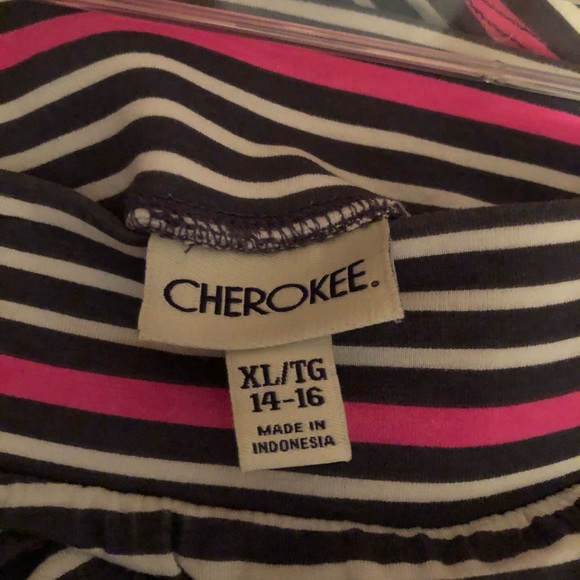 CHEROKEE.
XL/TG
14-16
MADE IN
INDONESIA